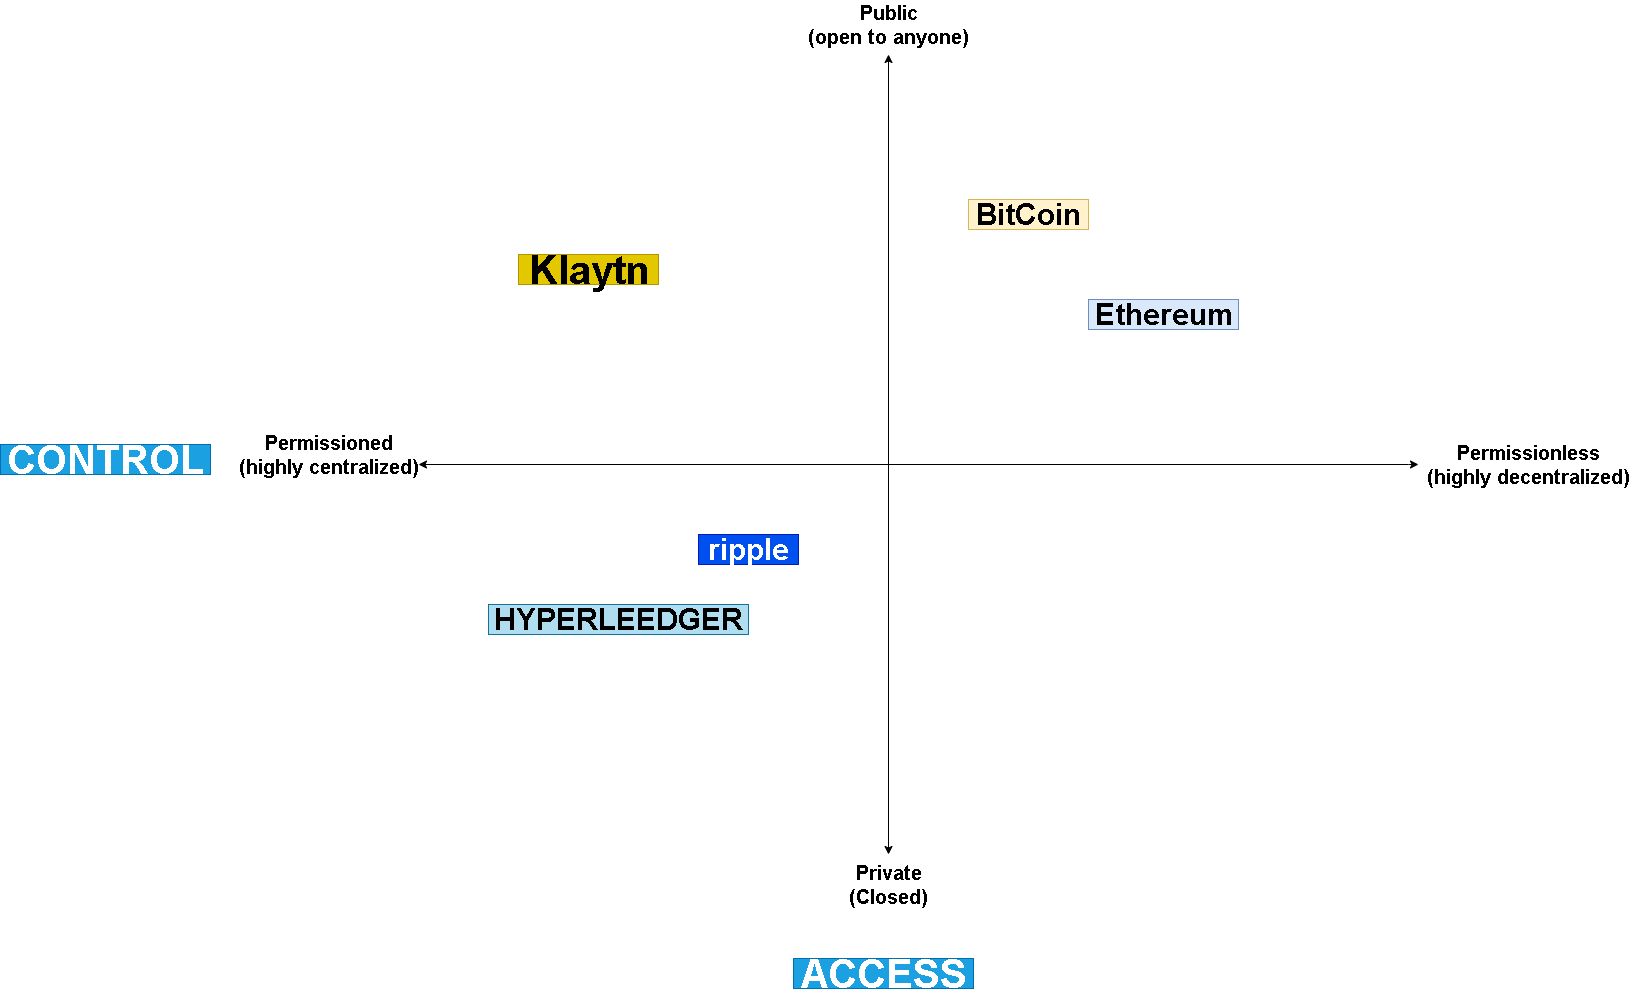 Public
(open to anyone)
BitCoin
Klaytn
Ethereum
CONTROL
Permissioned
(highly centralized)
Permissionless
(highly decentralized)
ripple
HYPERLEEDGER
Private
(Closed)
ACCESS